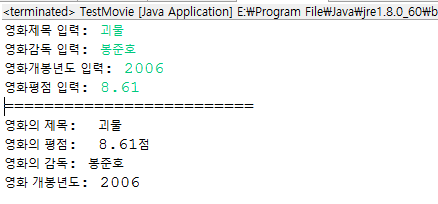 <terminated> TestMovie [Java Application] E:\Program File\Java\jre1.8.0_60\b
영화제목 입력: 괴물
영화감독 입력: 봉준호
영화개봉년도 입력: 2006
영화평점 입력: 8.61
==========================
영화의 제목: 괴물
영화의 평점: 8.61점
영화의 감독: 봉준호
영화 개봉년도: 2006